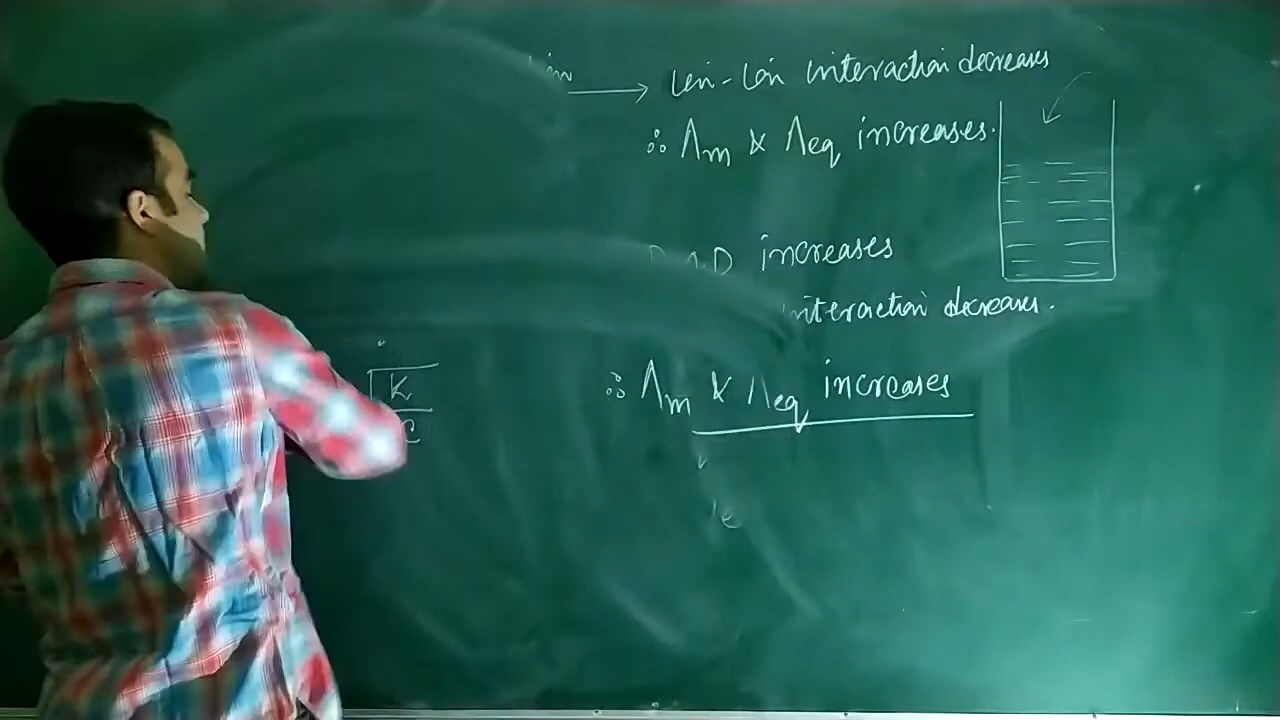 → ion-ion interaction decreases
∴ Λm & Λeq increases.
increases
interaction decreases.
√K
C
∴ Λm & Λeq increases